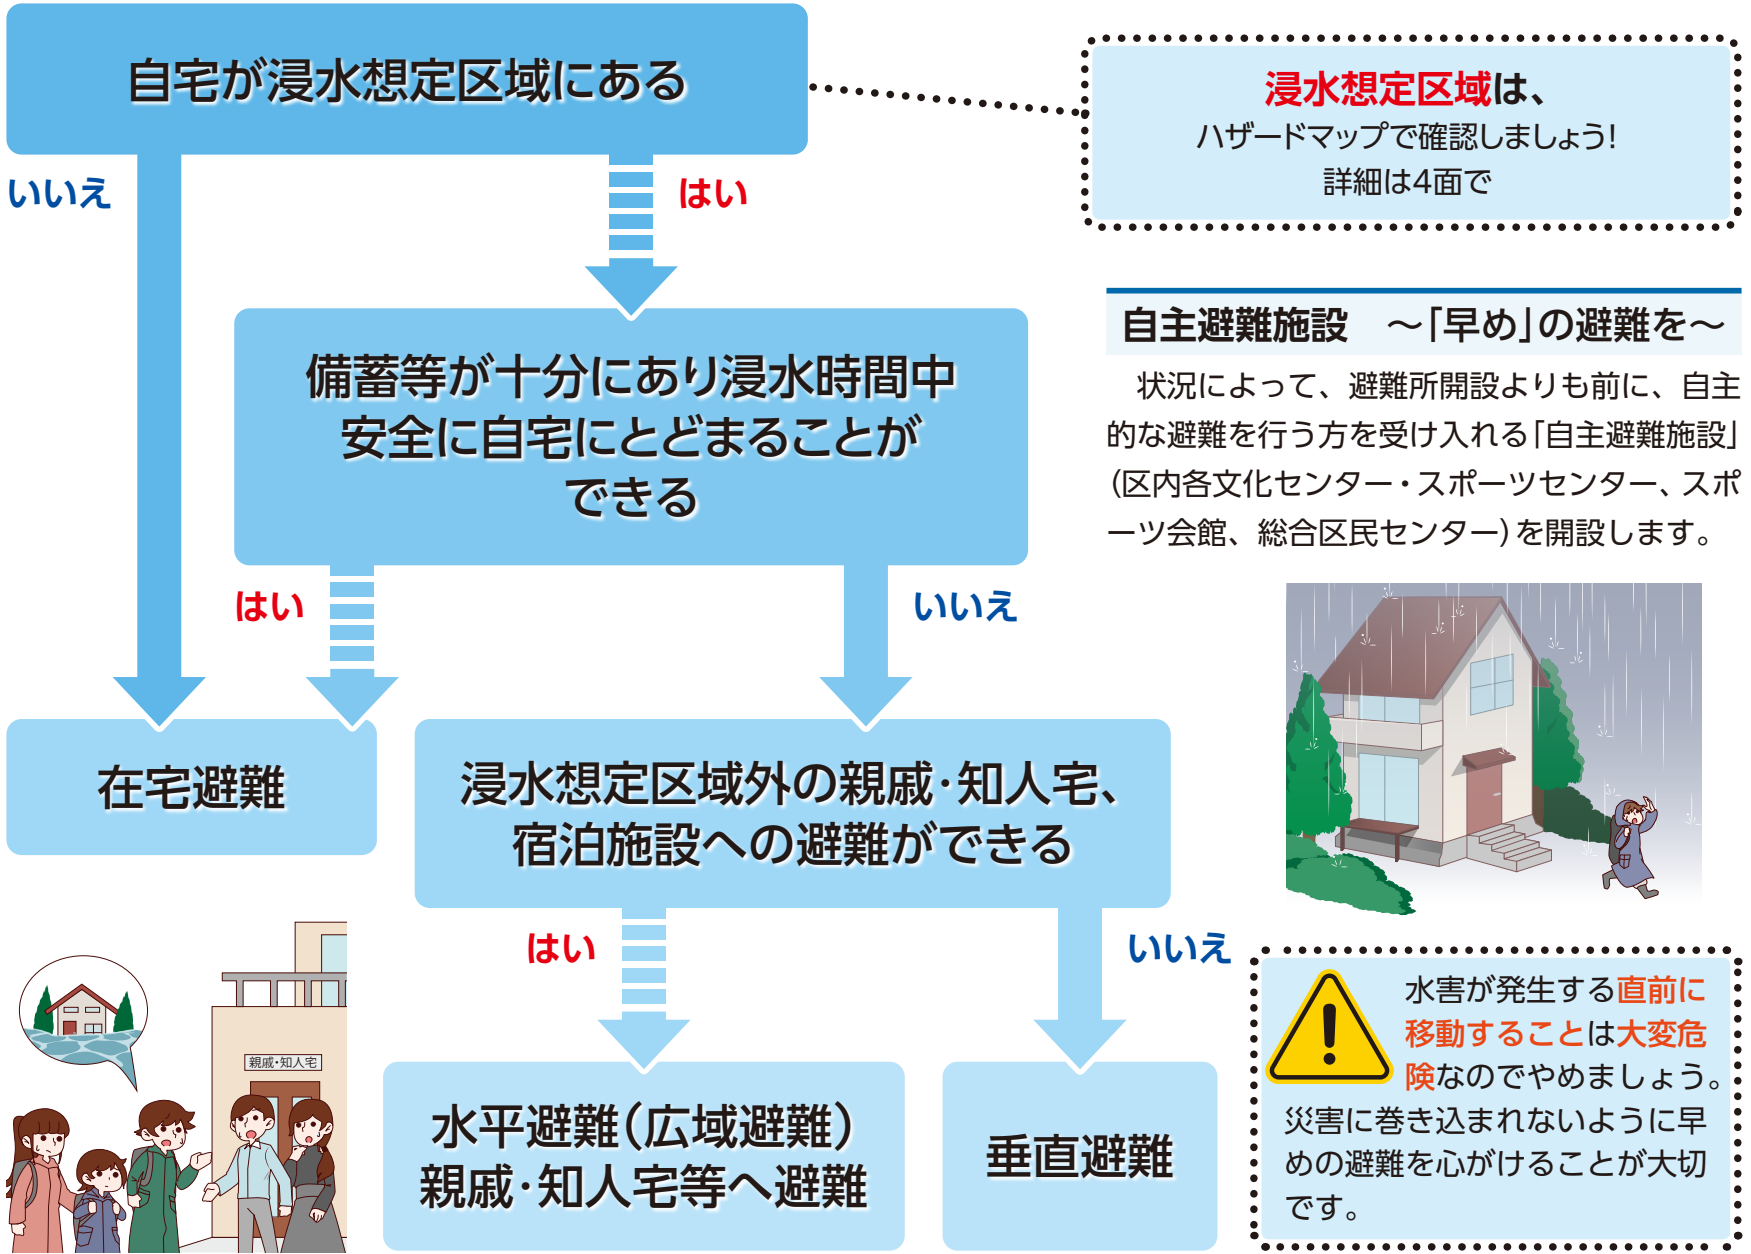 自宅が浸水想定区域にある
浸水想定区域は、
ハザードマップで確認しましょう!
詳細は4面で
いいえ
はい
備蓄等が十分にあり浸水時間中
安全に自宅にとどまることが
できる
自主避難施設　～「早め」の避難を～
状況によって、避難所開設よりも前に、自主
的な避難を行う方を受け入れる「自主避難施設」
(区内各文化センター・スポーツセンター、スポ
ーツ会館、総合区民センター)を開設します。
はい
いいえ
在宅避難
浸水想定区域外の親戚・知人宅、
宿泊施設への避難ができる
はい
いいえ
親戚・知人宅
水平避難(広域避難)
親戚・知人宅等へ避難
垂直避難
水害が発生する直前に
移動することは大変危
険なのでやめましょう。
災害に巻き込まれないように早
めの避難を心がけることが大切
です。